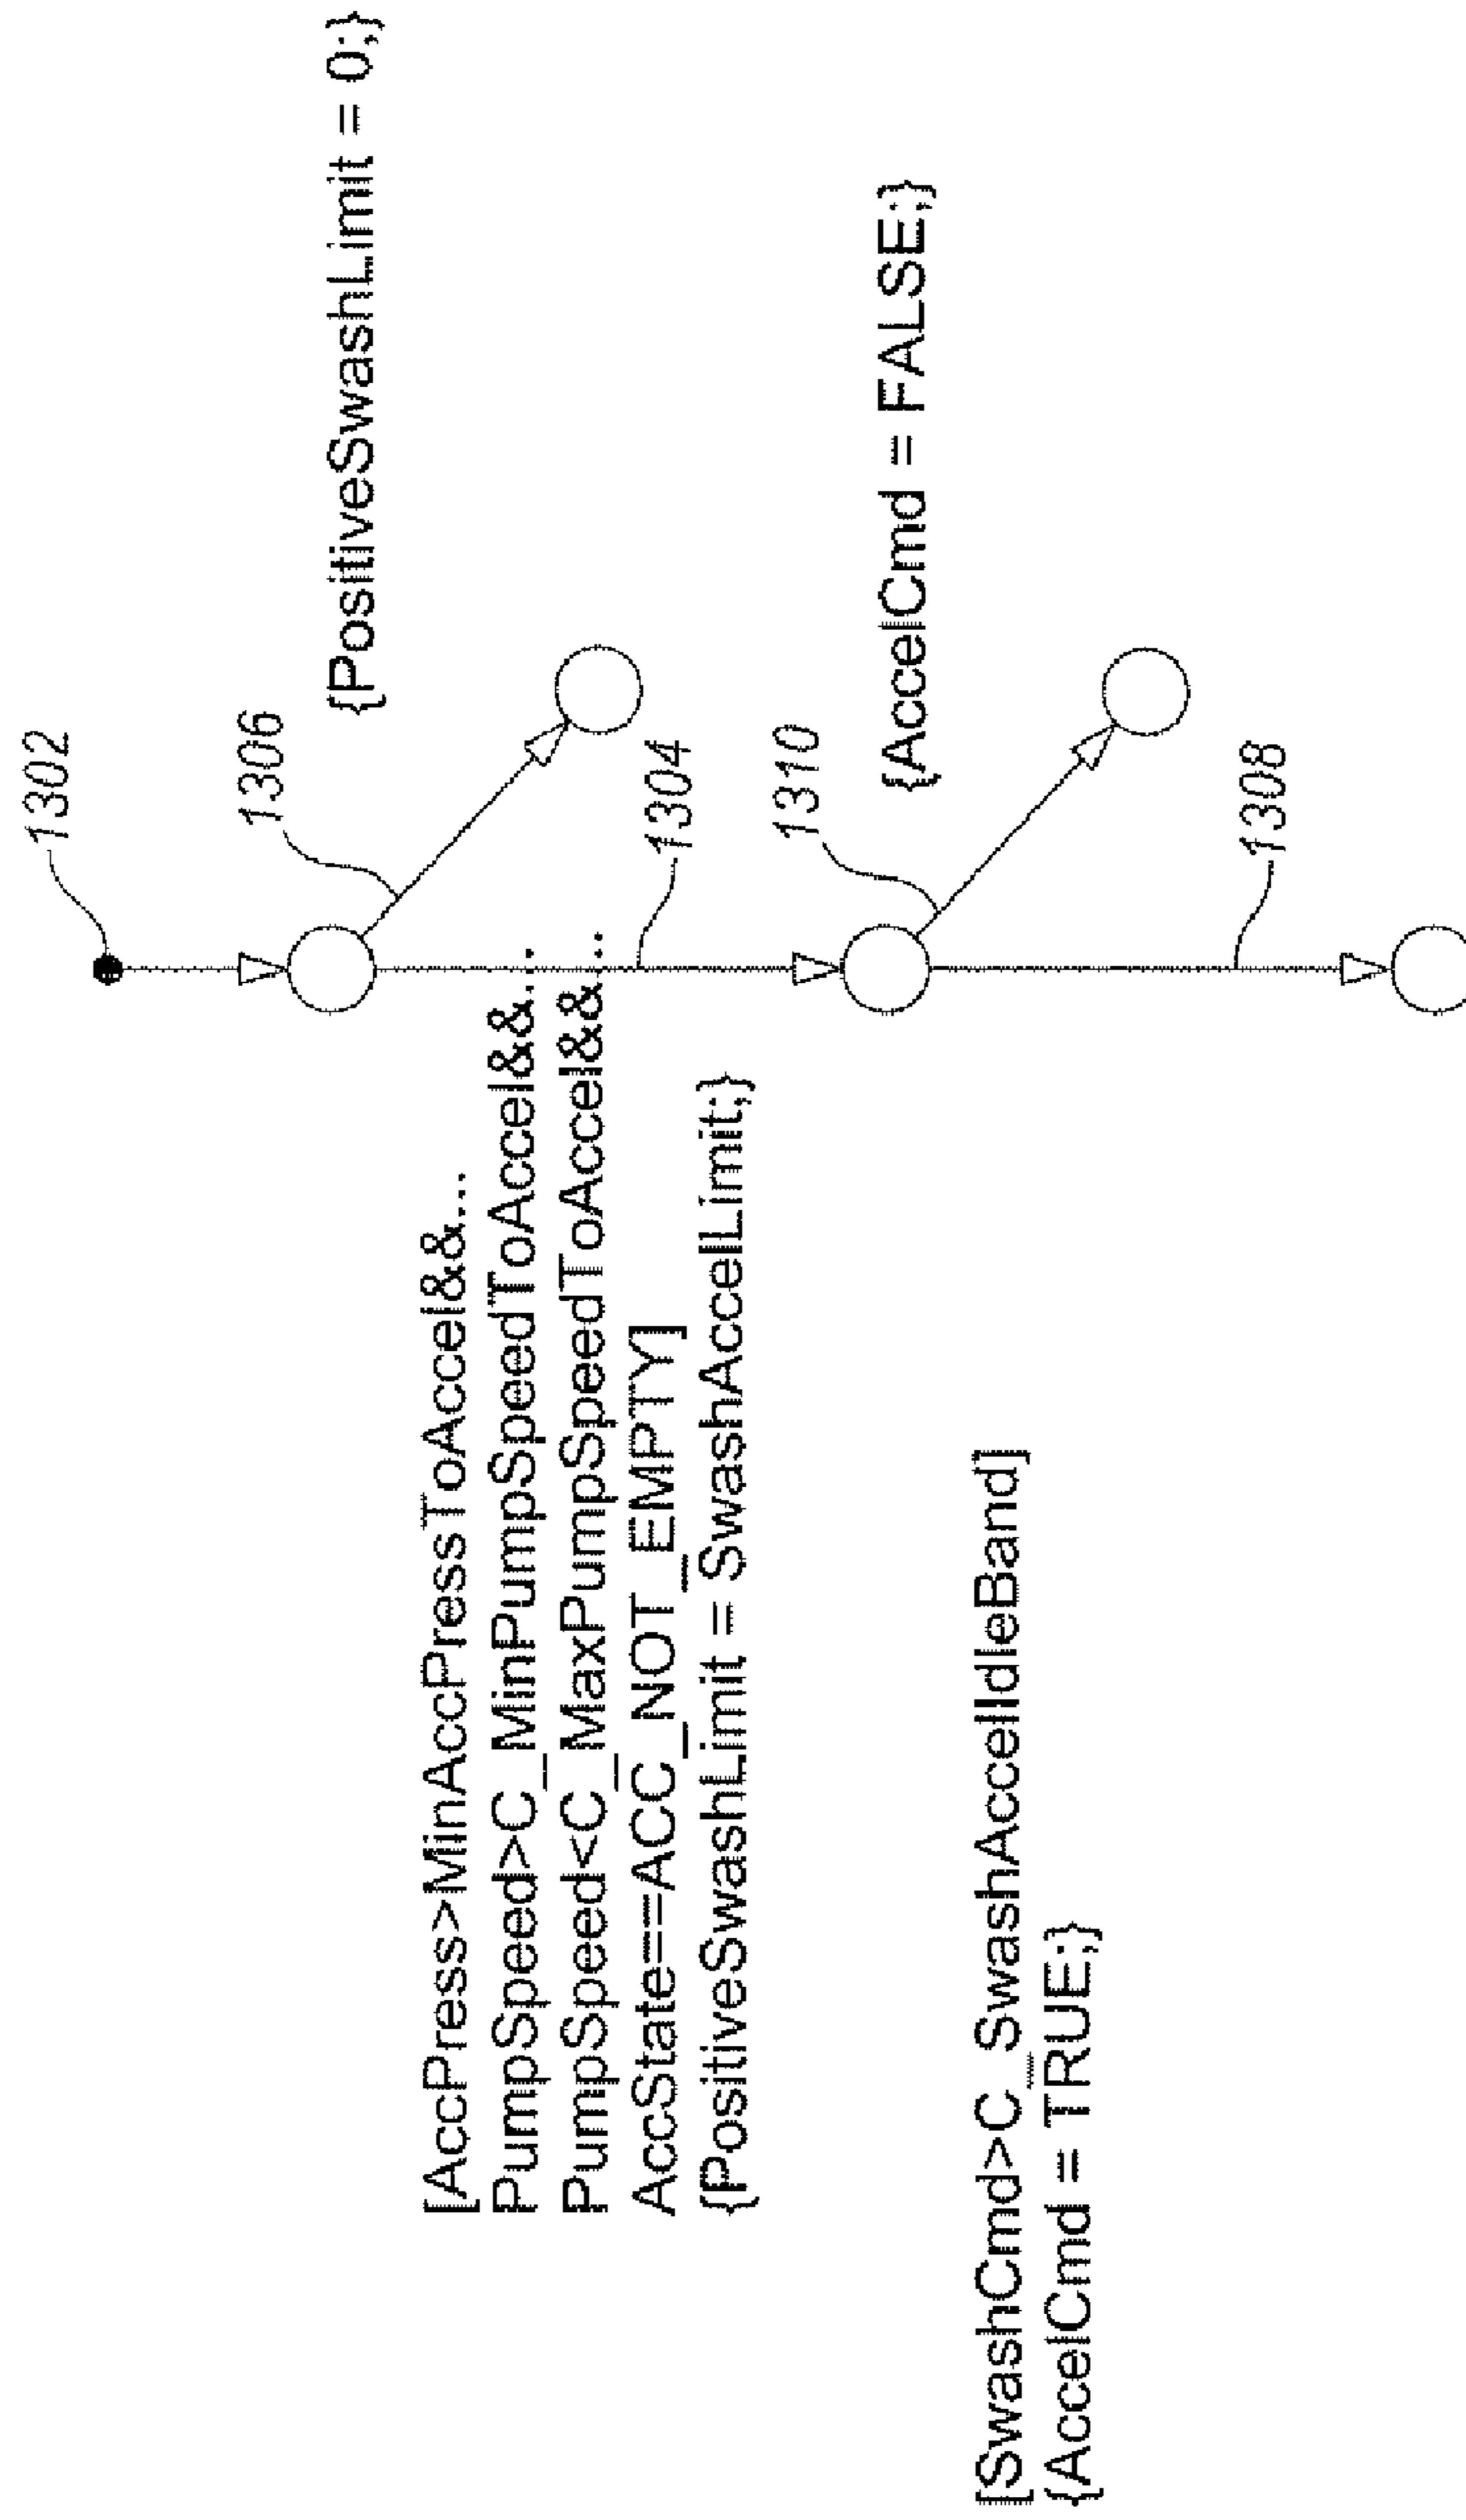 1302
1306
{PositiveSwashLimit = 0;}
[AccPress>MinAccPressToAccel&&...
PumpSpeed>C_MinPumpSpeedToAccel&&...
PumpSpeed<C_MaxPumpSpeedToAccel&&...
AccState==ACC_NOT_EMPTY]
{PositiveSwashLimit = SwashAccelLimit;}
1304
1310
{AccelCmd = FALSE;}
[SwashCmd>C_SwashAccelIdleBand]
{AccelCmd = TRUE;}
1308